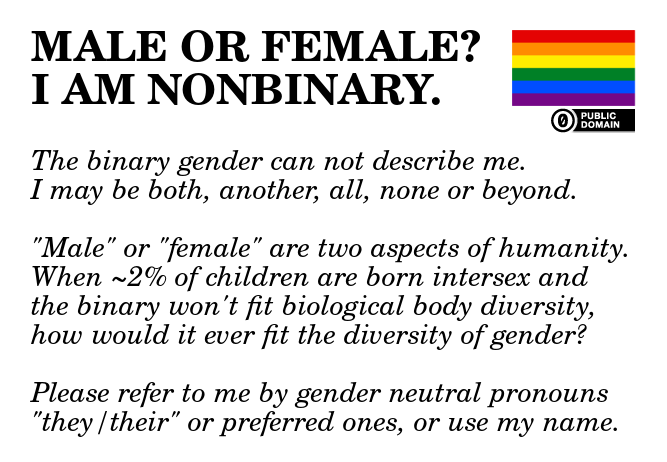 MALE OR FEMALE?
I AM NONBINARY.
PUBLIC
DOMAIN
The binary gender can not describe me.
I may be both, another, all, none or beyond.
"Male" or "female" are two aspects of humanity.
When ~2% of children are born intersex and
the binary won't fit biological body diversity,
how would it ever fit the diversity of gender?
Please refer to me by gender neutral pronouns
"they/their" or preferred ones, or use my name.